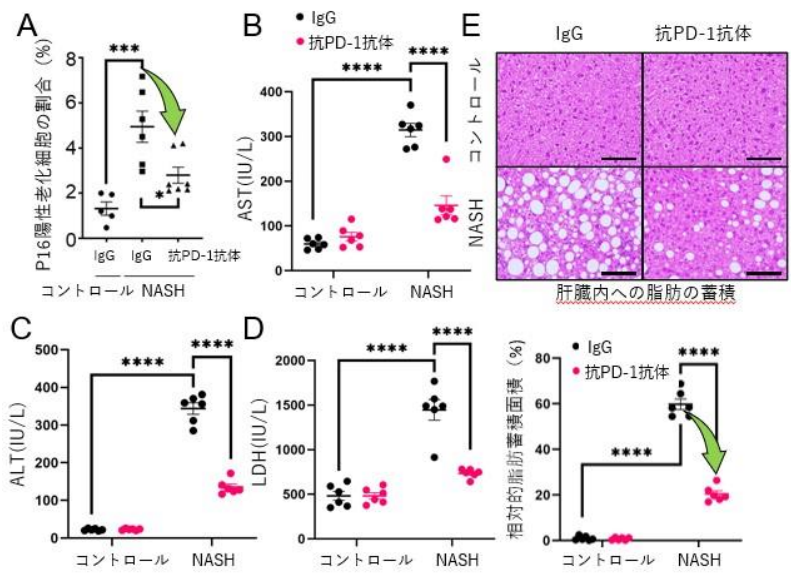 A
P16陽性老化細胞の割合 (%)
8
6
4
2
0
***
*
IgG
IgG
抗PD-1抗体
コントロール NASH
B
IgG
抗PD-1抗体
AST(IU/L)
400
300
200
100
0
****
****
コントロール
NASH
E
IgG
抗PD-1抗体
コントロール
NASH
肝臓内への脂肪の蓄積
C
ALT(IU/L)
500
400
300
200
100
0
****
****
コントロール
NASH
D
LDH(IU/L)
2000
1500
1000
500
0
****
****
コントロール
NASH
IgG
抗PD-1抗体
相対的脂肪蓄積面積 (%)
80
60
40
20
0
****
****
コントロール
NASH